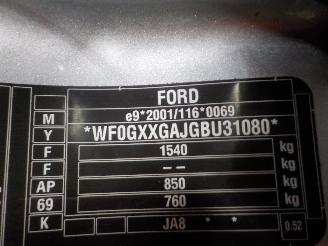 FORD
M e9*2001/116*0069
Y *WF0GXXGAJGBU31080*
F 1540 kg
F -- kg
AP 850 kg
69 760 kg
K JA8 * * 0.52